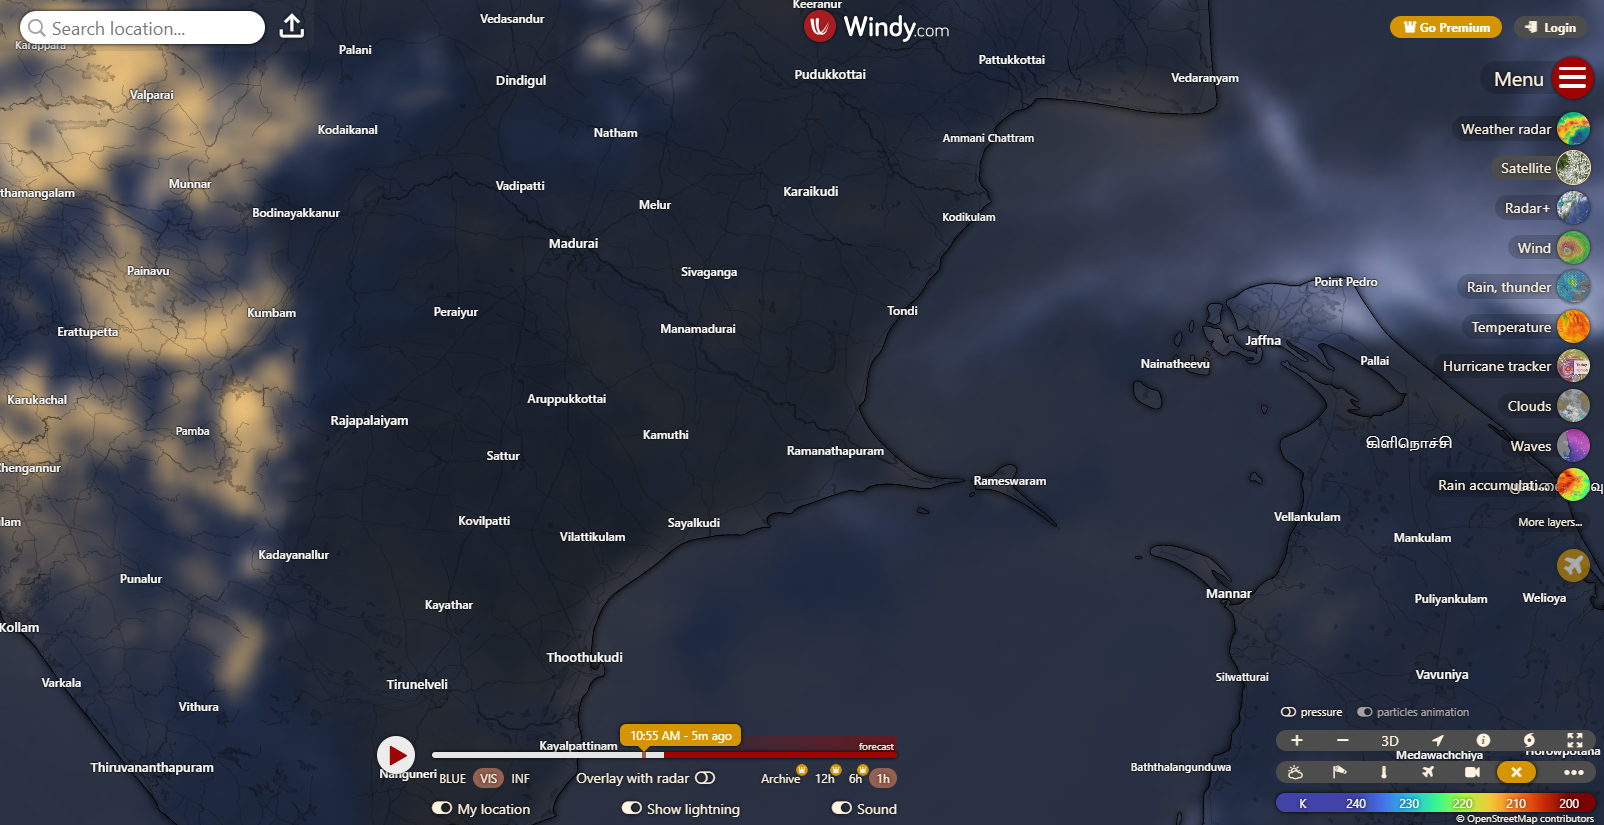 Search location...
Windy.com
Go Premium
Login
Menu
Weather radar
Satellite
Radar+
Wind
Rain, thunder
Temperature
Hurricane tracker
Clouds
Waves
Rain accumulati...
More layers...
Keeranur
Vedasandur
Karappara
Palani
Pattukkottai
Pudukkottai
Vedaranyam
Dindigul
Valparai
Kodaikanal
Natham
Ammani Chattram
Munnar
Vadipatti
thamangalam
Karaikudi
Melur
Bodinayakkanur
Kodikulam
Madurai
Painavu
Sivaganga
Point Pedro
Kumbam
Peraiyur
Tondi
Erattupetta
Manamadurai
Jaffna
Nainatheevu
Pallai
Karukachal
Aruppukkottai
Rajapalaiyam
Pamba
Kamuthi
கிளிநொச்சி
Sattur
Ramanathapuram
Chengannur
Rameswaram
lam
Kovilpatti
Sayalkudi
Vellankulam
Vilattikulam
Mankulam
Kadayanallur
Punalur
Mannar
Puliyankulam
Welioya
Kayathar
Kollam
Thoothukudi
Varkala
Tirunelveli
Silwatturai
Vavuniya
Vithura
Kayalpattinam
Thiruvananthapuram
Nanguneri
Baththalangunduwa
Medawachchiya
Horowpotana
10:55 AM - 5m ago
forecast
BLUE VIS INF
Overlay with radar
Archive 12h 6h 1h
My location
Show lightning
Sound
pressure particles animation
+ − 3D
K 240 230 220 210 200
© OpenStreetMap contributors